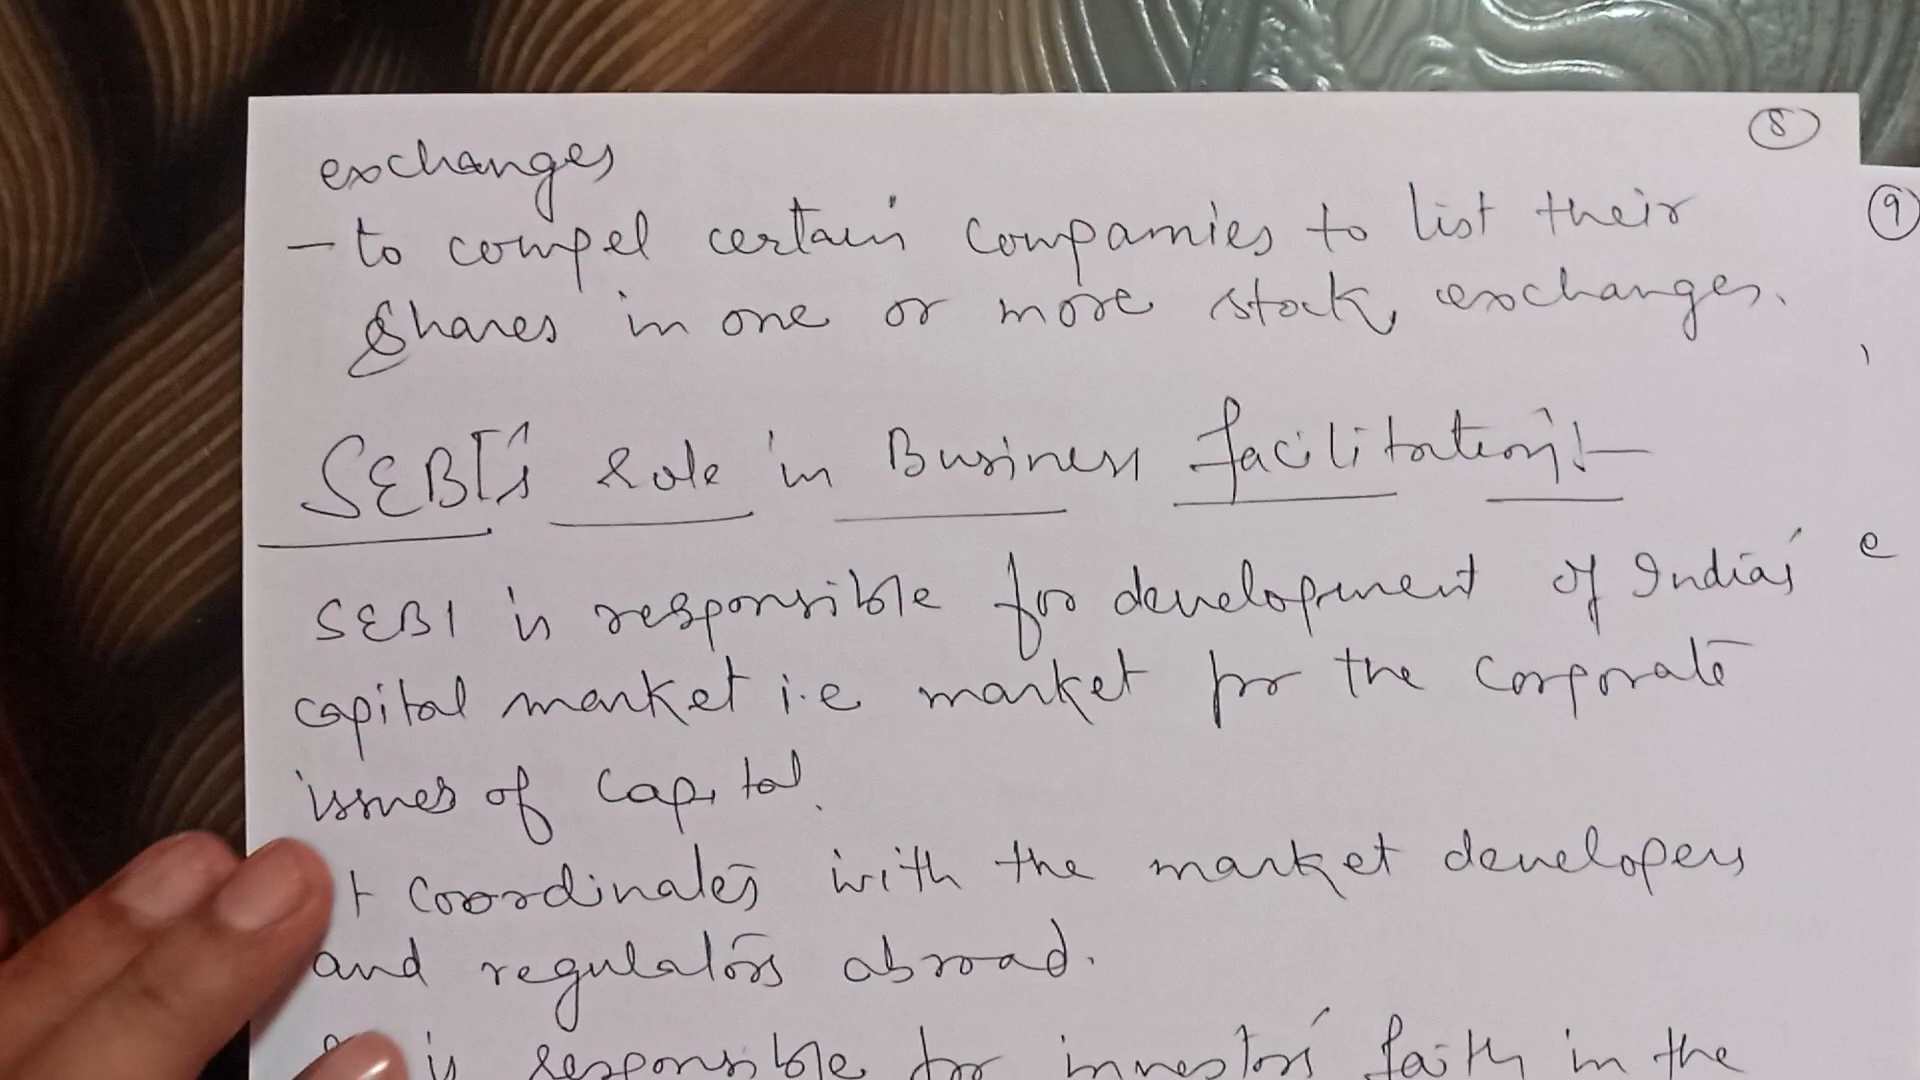 8
exchanges
– to compel certain companies to list their
Shares in one or more stock exchanges.
SEBI's Role in Business facilitation:–
SEBI is responsible for development of India's
capital market i.e market for the corporate
issues of capital.
t coordinates with the market developers
and regulators abroad.
is responsible for investors' faith in the
9
e